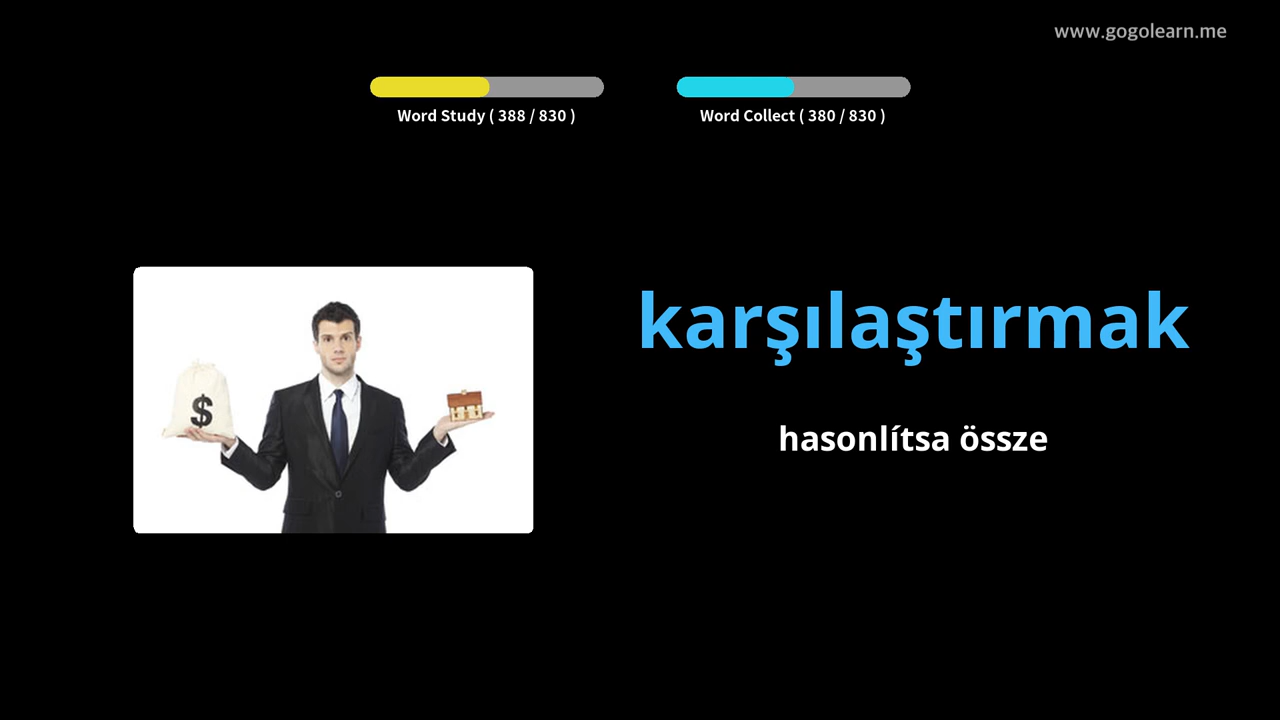 www.gogolearn.me
Word Study ( 388 / 830 )
Word Collect ( 380 / 830 )
$
karşılaştırmak
hasonlítsa össze